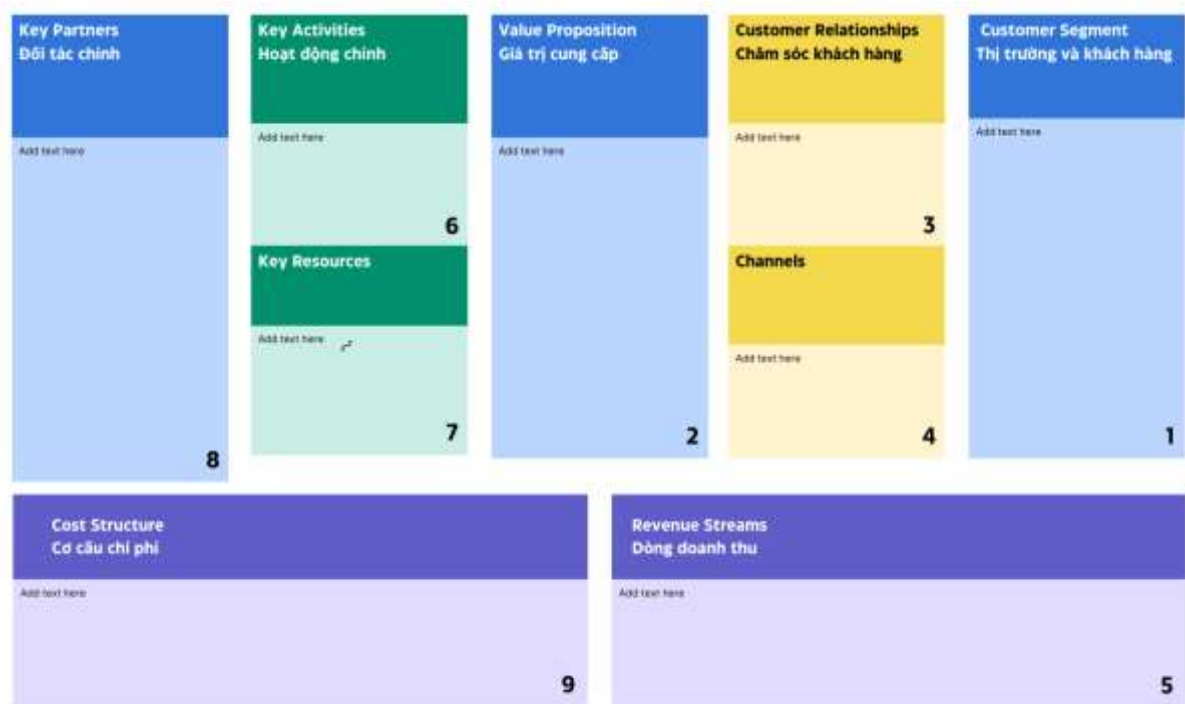 Key Partners
Đối tác chính
Add text here
8
Key Activities
Hoạt động chính
Add text here
6
Key Resources
Add text here
7
Value Proposition
Giá trị cung cấp
Add text here
2
Customer Relationships
Chăm sóc khách hàng
Add text here
3
Channels
Add text here
4
Customer Segment
Thị trường và khách hàng
Add text here
1
Cost Structure
Cơ cấu chi phí
Add text here
9
Revenue Streams
Dòng doanh thu
Add text here
5